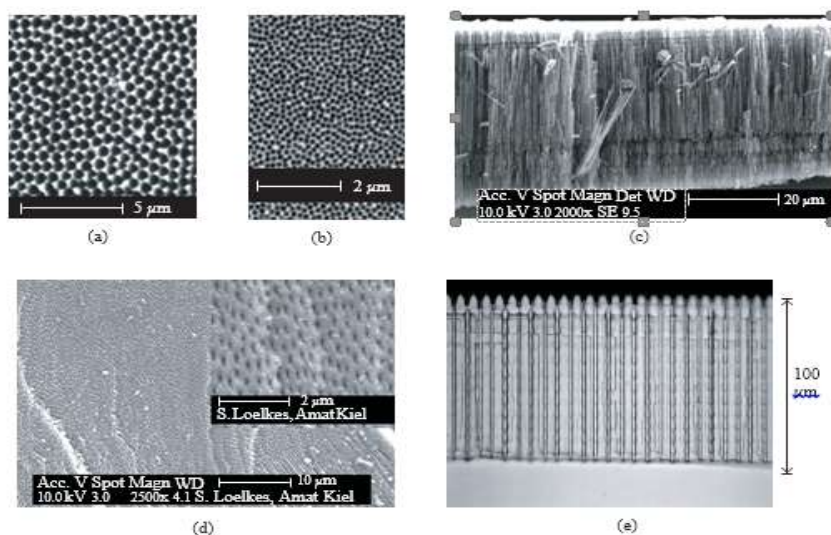 5 µm
(a)
2 µm
(b)
Acc. V Spot Magn Det WD
10.0 kV 3.0 2000x SE 9.5
20 µm
(c)
2 µm
S. Loelkes, Amat Kiel
Acc. V Spot Magn WD
10.0 kV 3.0 2500x 4.1 S. Loelkes, Amat Kiel
10 µm
(d)
100
µm
(e)